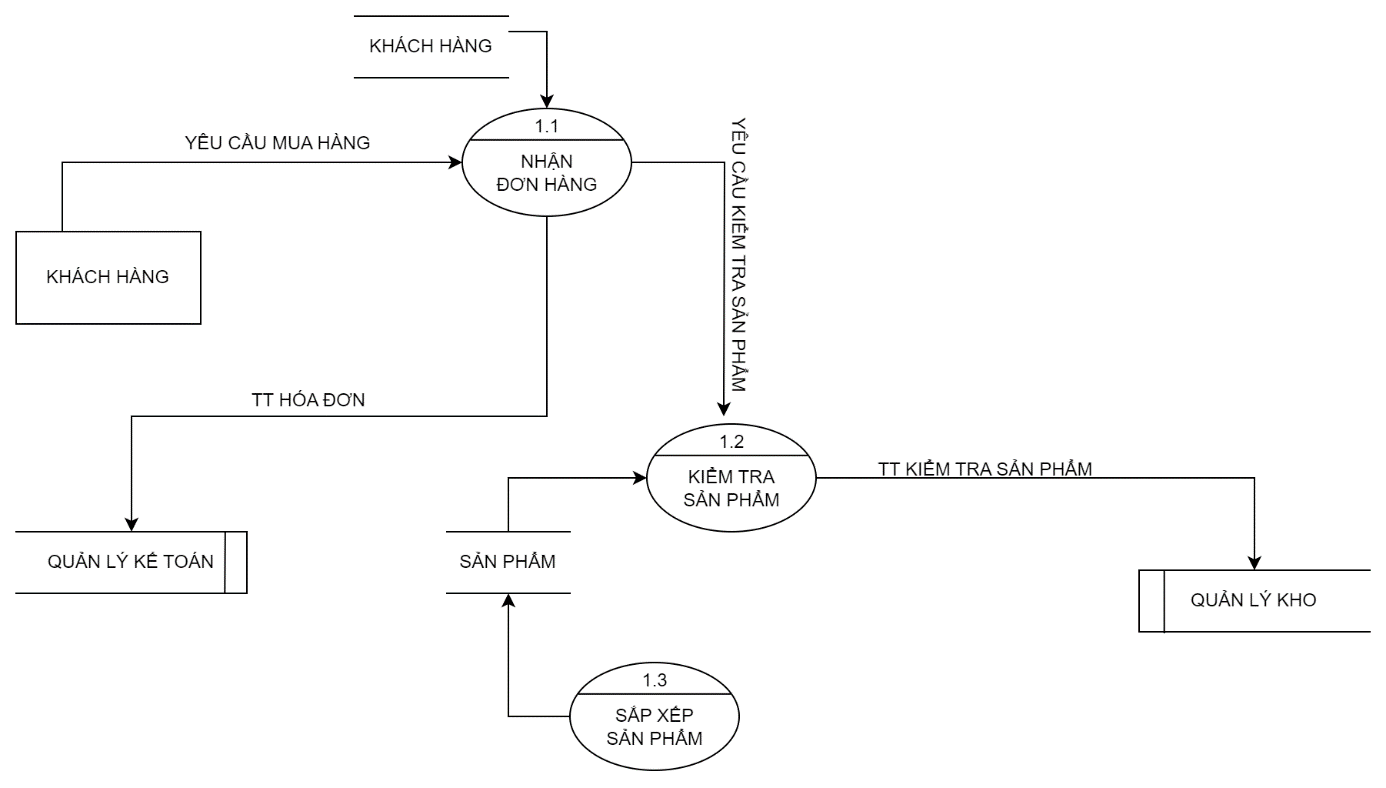 KHÁCH HÀNG
1.1
NHẬN
ĐƠN HÀNG
YÊU CẦU MUA HÀNG
YÊU CẦU KIỂM TRA SẢN PHẨM
KHÁCH HÀNG
TT HÓA ĐƠN
1.2
KIỂM TRA
SẢN PHẨM
TT KIỂM TRA SẢN PHẨM
QUẢN LÝ KẾ TOÁN
SẢN PHẨM
QUẢN LÝ KHO
1.3
SẮP XẾP
SẢN PHẨM